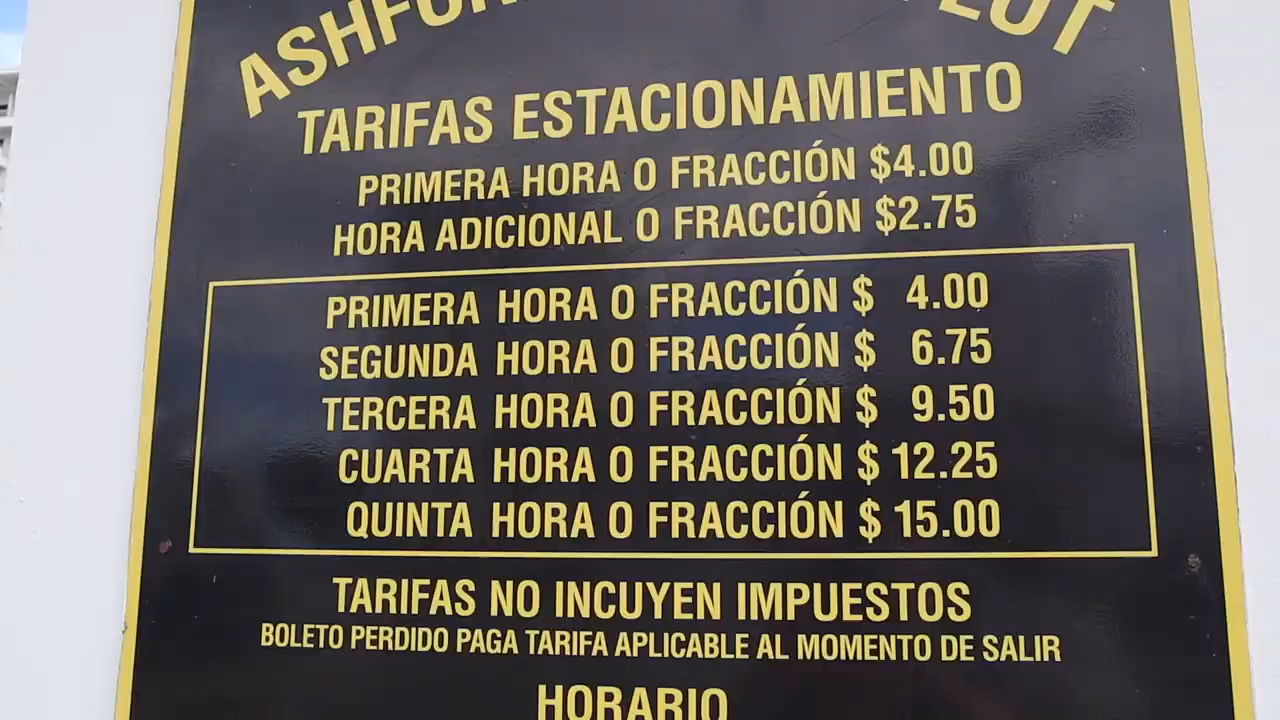 TARIFAS ESTACIONAMIENTO
PRIMERA HORA O FRACCIÓN $4.00
HORA ADICIONAL O FRACCIÓN $2.75
PRIMERA HORA O FRACCIÓN $ 4.00
SEGUNDA HORA O FRACCIÓN $ 6.75
TERCERA HORA O FRACCIÓN $ 9.50
CUARTA HORA O FRACCIÓN $ 12.25
QUINTA HORA O FRACCIÓN $ 15.00
TARIFAS NO INCUYEN IMPUESTOS
BOLETO PERDIDO PAGA TARIFA APLICABLE AL MOMENTO DE SALIR
HORARIO